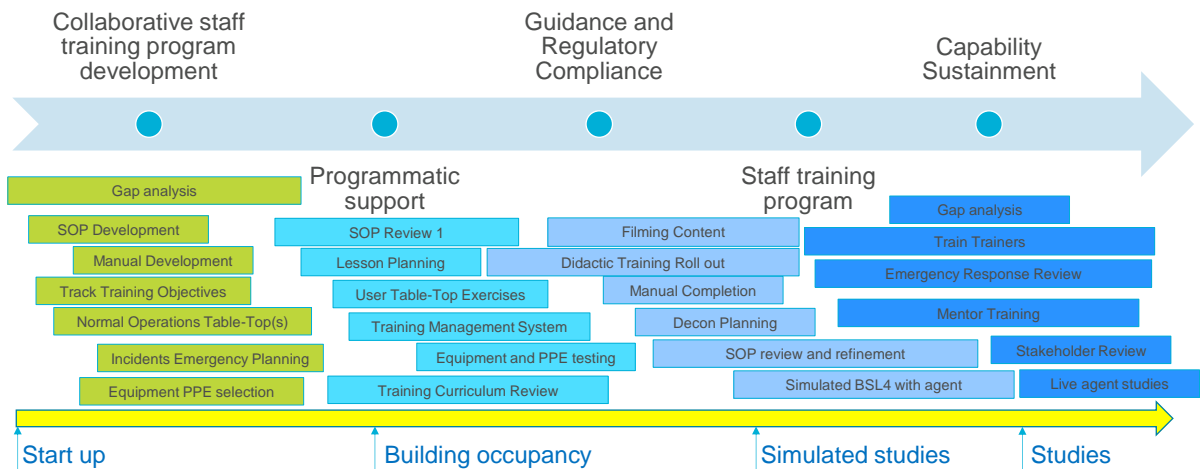 Collaborative staff
training program
development
Guidance and
Regulatory
Compliance
Capability
Sustainment
Programmatic
support
Staff training
program
Gap analysis
SOP Development
Manual Development
Track Training Objectives
Normal Operations Table-Top(s)
Incidents Emergency Planning
Equipment PPE selection
SOP Review 1
Lesson Planning
User Table-Top Exercises
Training Management System
Equipment and PPE testing
Training Curriculum Review
Filming Content
Didactic Training Roll out
Manual Completion
Decon Planning
SOP review and refinement
Simulated BSL4 with agent
Gap analysis
Train Trainers
Emergency Response Review
Mentor Training
Stakeholder Review
Live agent studies
Start up
Building occupancy
Simulated studies
Studies